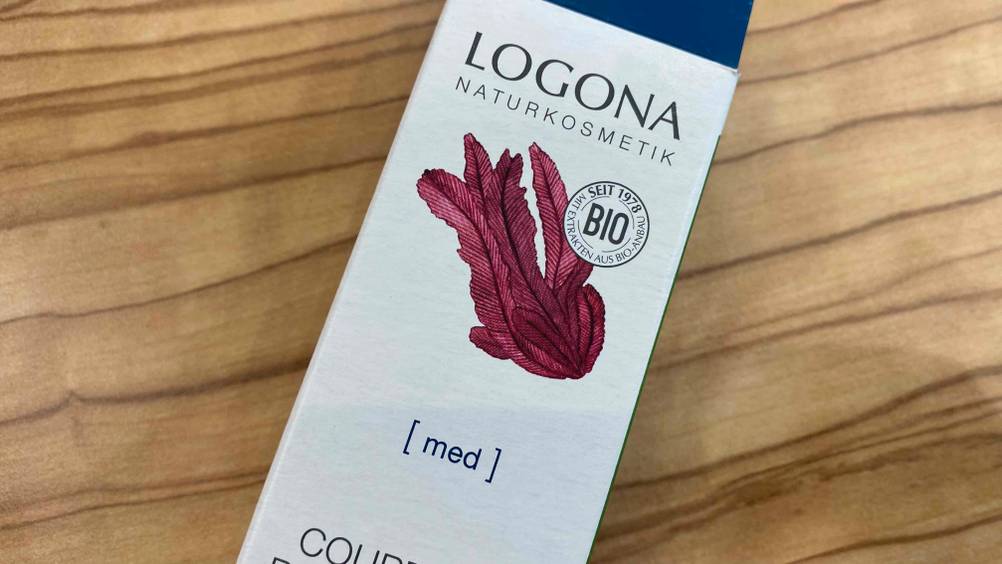 LOGONA
NATURKOSMETIK
SEIT 1978
BIO
MIT EXTRAKTEN AUS BIO-ANBAU
[ med ]